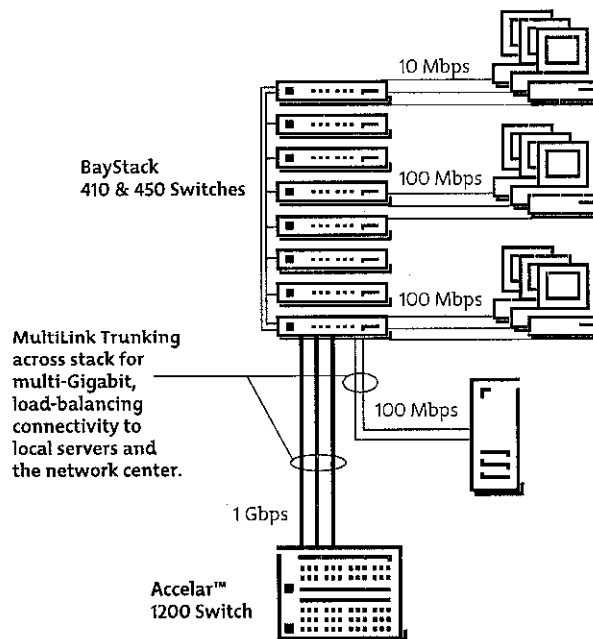 10 Mbps
BayStack
410 & 450 Switches
100 Mbps
100 Mbps
MultiLink Trunking
across stack for
multi-Gigabit,
load-balancing
connectivity to
local servers and
the network center.
100 Mbps
1 Gbps
Accelar™
1200 Switch